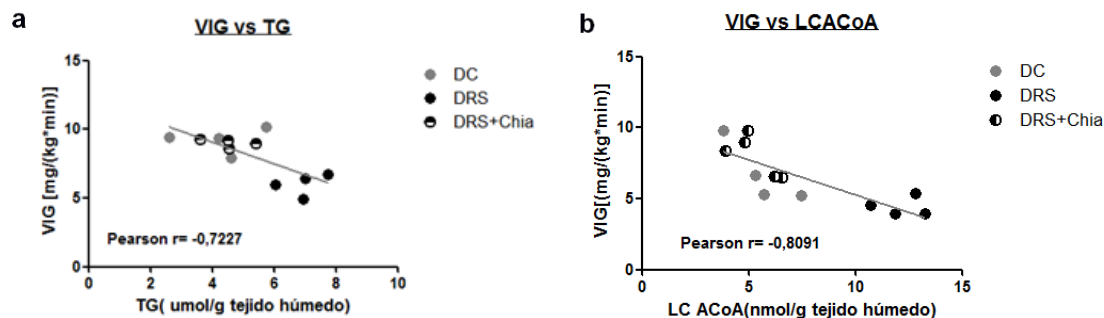 a
VIG vs TG
VIG [mg/(kg*min)]
15
10
5
0
0 2 4 6 8 10
TG( umol/g tejido húmedo)
Pearson r= -0,7227
DC
DRS
DRS+Chia
b
VIG vs LCACoA
VIG[(mg/(kg*min)]
15
10
5
0
0 5 10 15
LC ACoA(nmol/g tejido húmedo)
Pearson r= -0,8091
DC
DRS
DRS+Chia